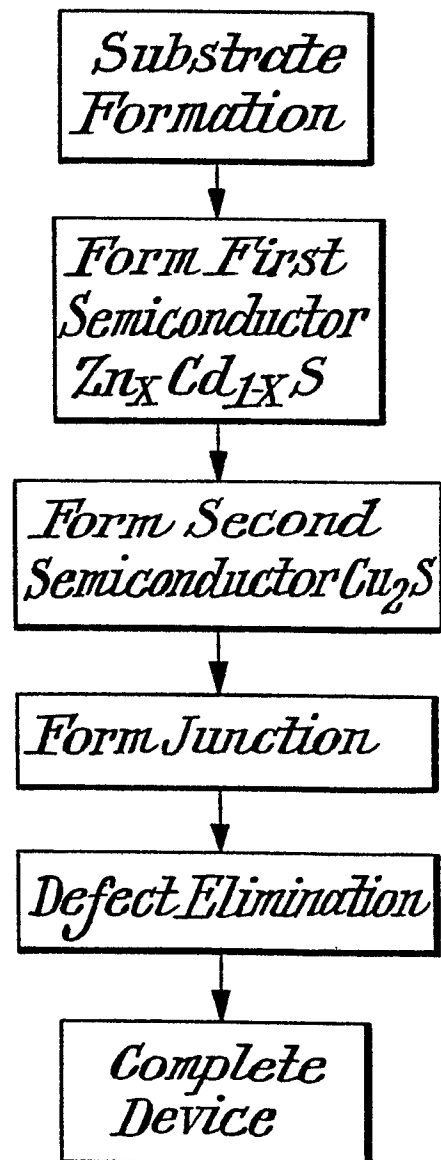 Substrate
Formation
Form First
Semiconductor
ZnₓCd₁₋ₓS
Form Second
Semiconductor Cu₂S
Form Junction
Defect Elimination
Complete
Device